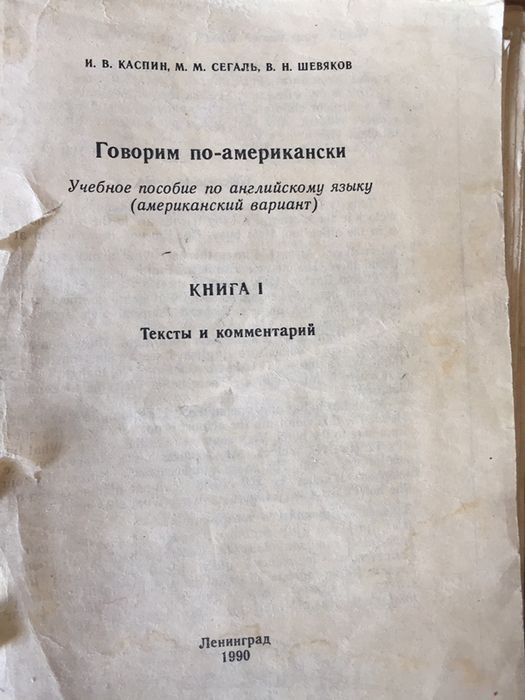 И. В. КАСПИН, М. М. СЕГАЛЬ, В. Н. ШЕВЯКОВ
Говорим по-американски
Учебное пособие по английскому языку
(американский вариант)
КНИГА I
Тексты и комментарий
Ленинград
1990